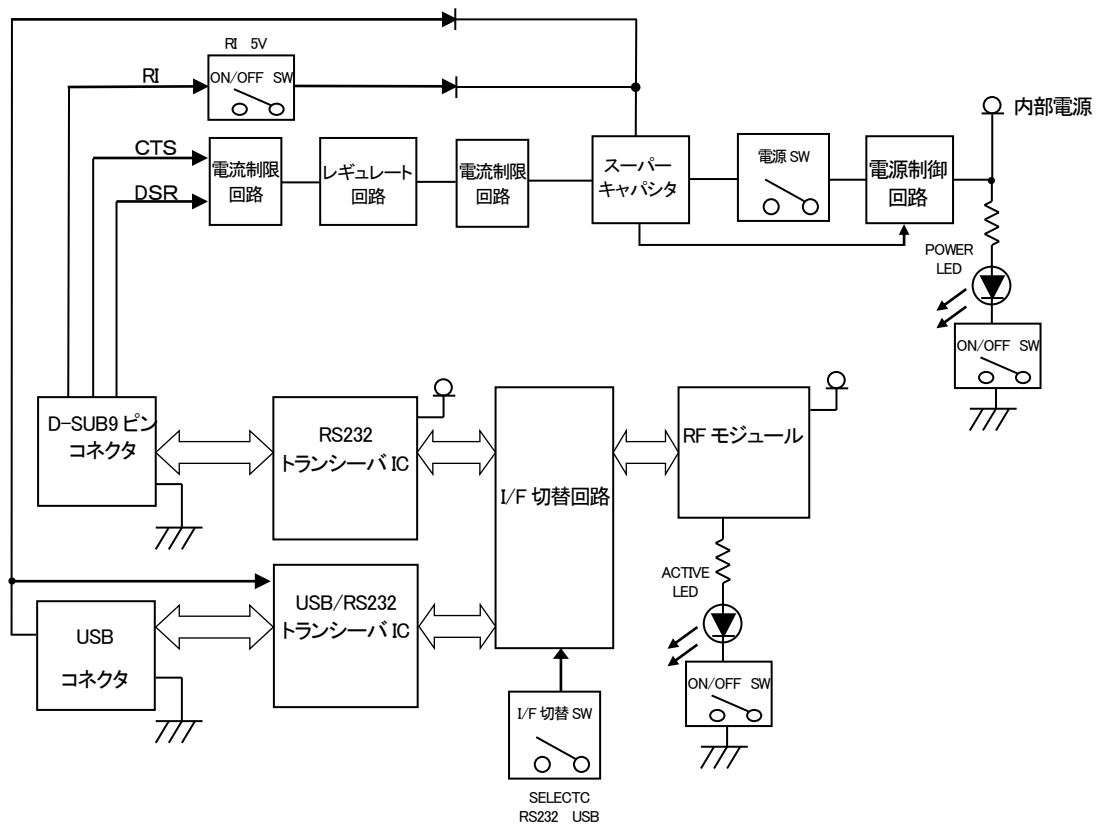 RI 5V
RI
ON/OFF SW
CTS
DSR
電流制限
回路
レギュレート
回路
電流制限
回路
スーパー
キャパシタ
電源 SW
電源制御
回路
内部電源
POWER
LED
ON/OFF SW
D-SUB9 ピン
コネクタ
RS232
トランシーバ IC
I/F 切替回路
RF モジュール
ACTIVE
LED
ON/OFF SW
USB
コネクタ
USB/RS232
トランシーバ IC
I/F 切替 SW
SELECTC
RS232 USB